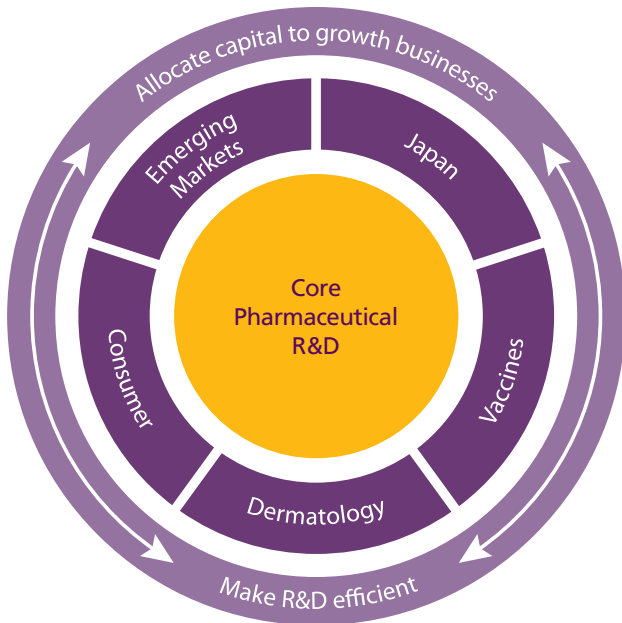 Allocate capital to growth businesses
Emerging
Markets
Japan
Core
Pharmaceutical
R&D
Consumer
Vaccines
Dermatology
Make R&D efficient